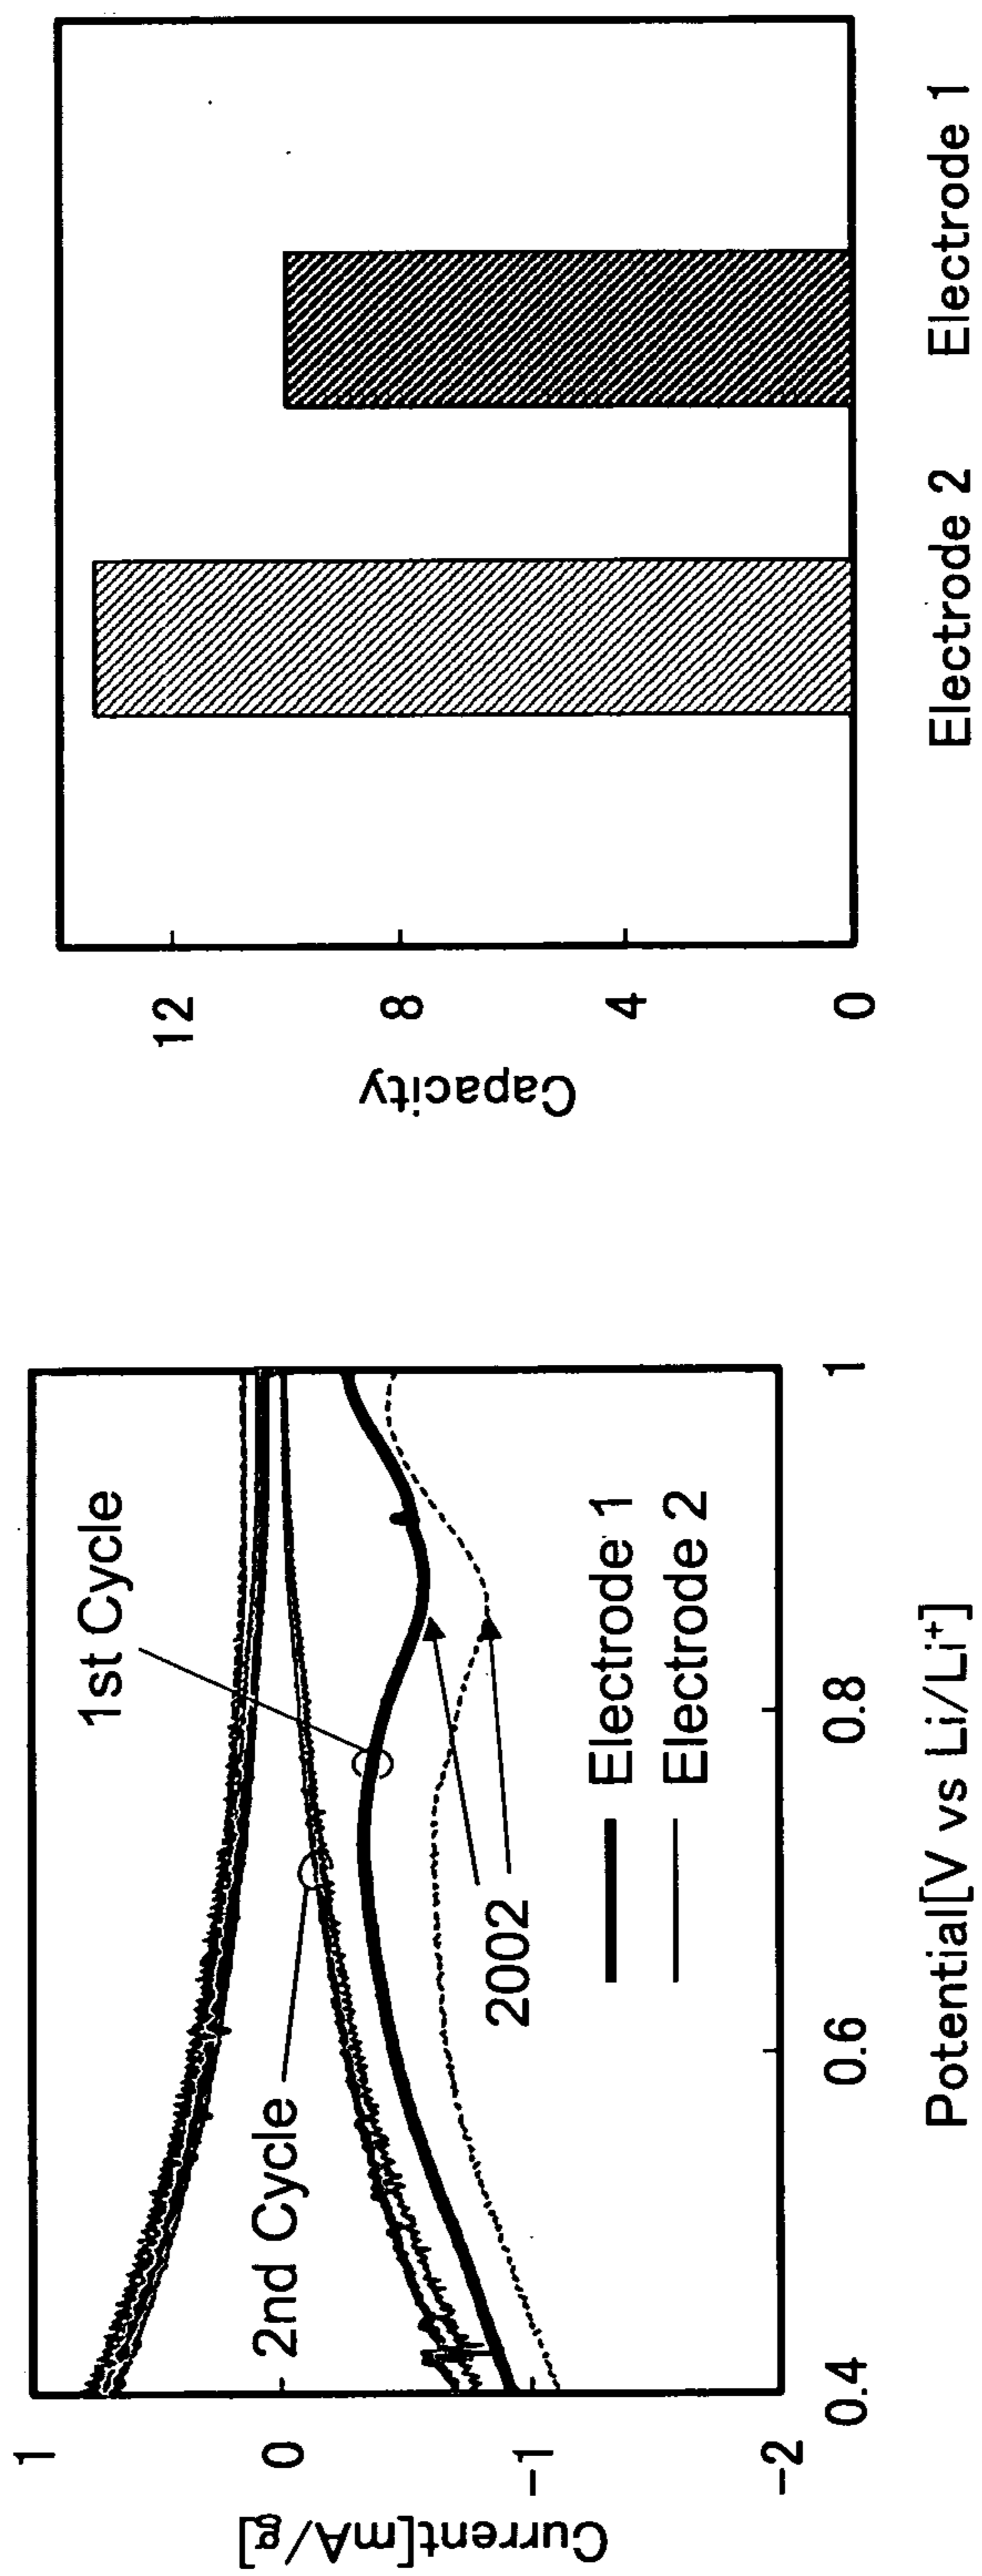 Current[mA/g]
1
0
-1
-2
1st Cycle
2nd Cycle
2002
Electrode 1
Electrode 2
0.4
0.6
0.8
1
Potential[V vs Li/Li⁺]
Capacity
12
8
4
0
Electrode 2
Electrode 1